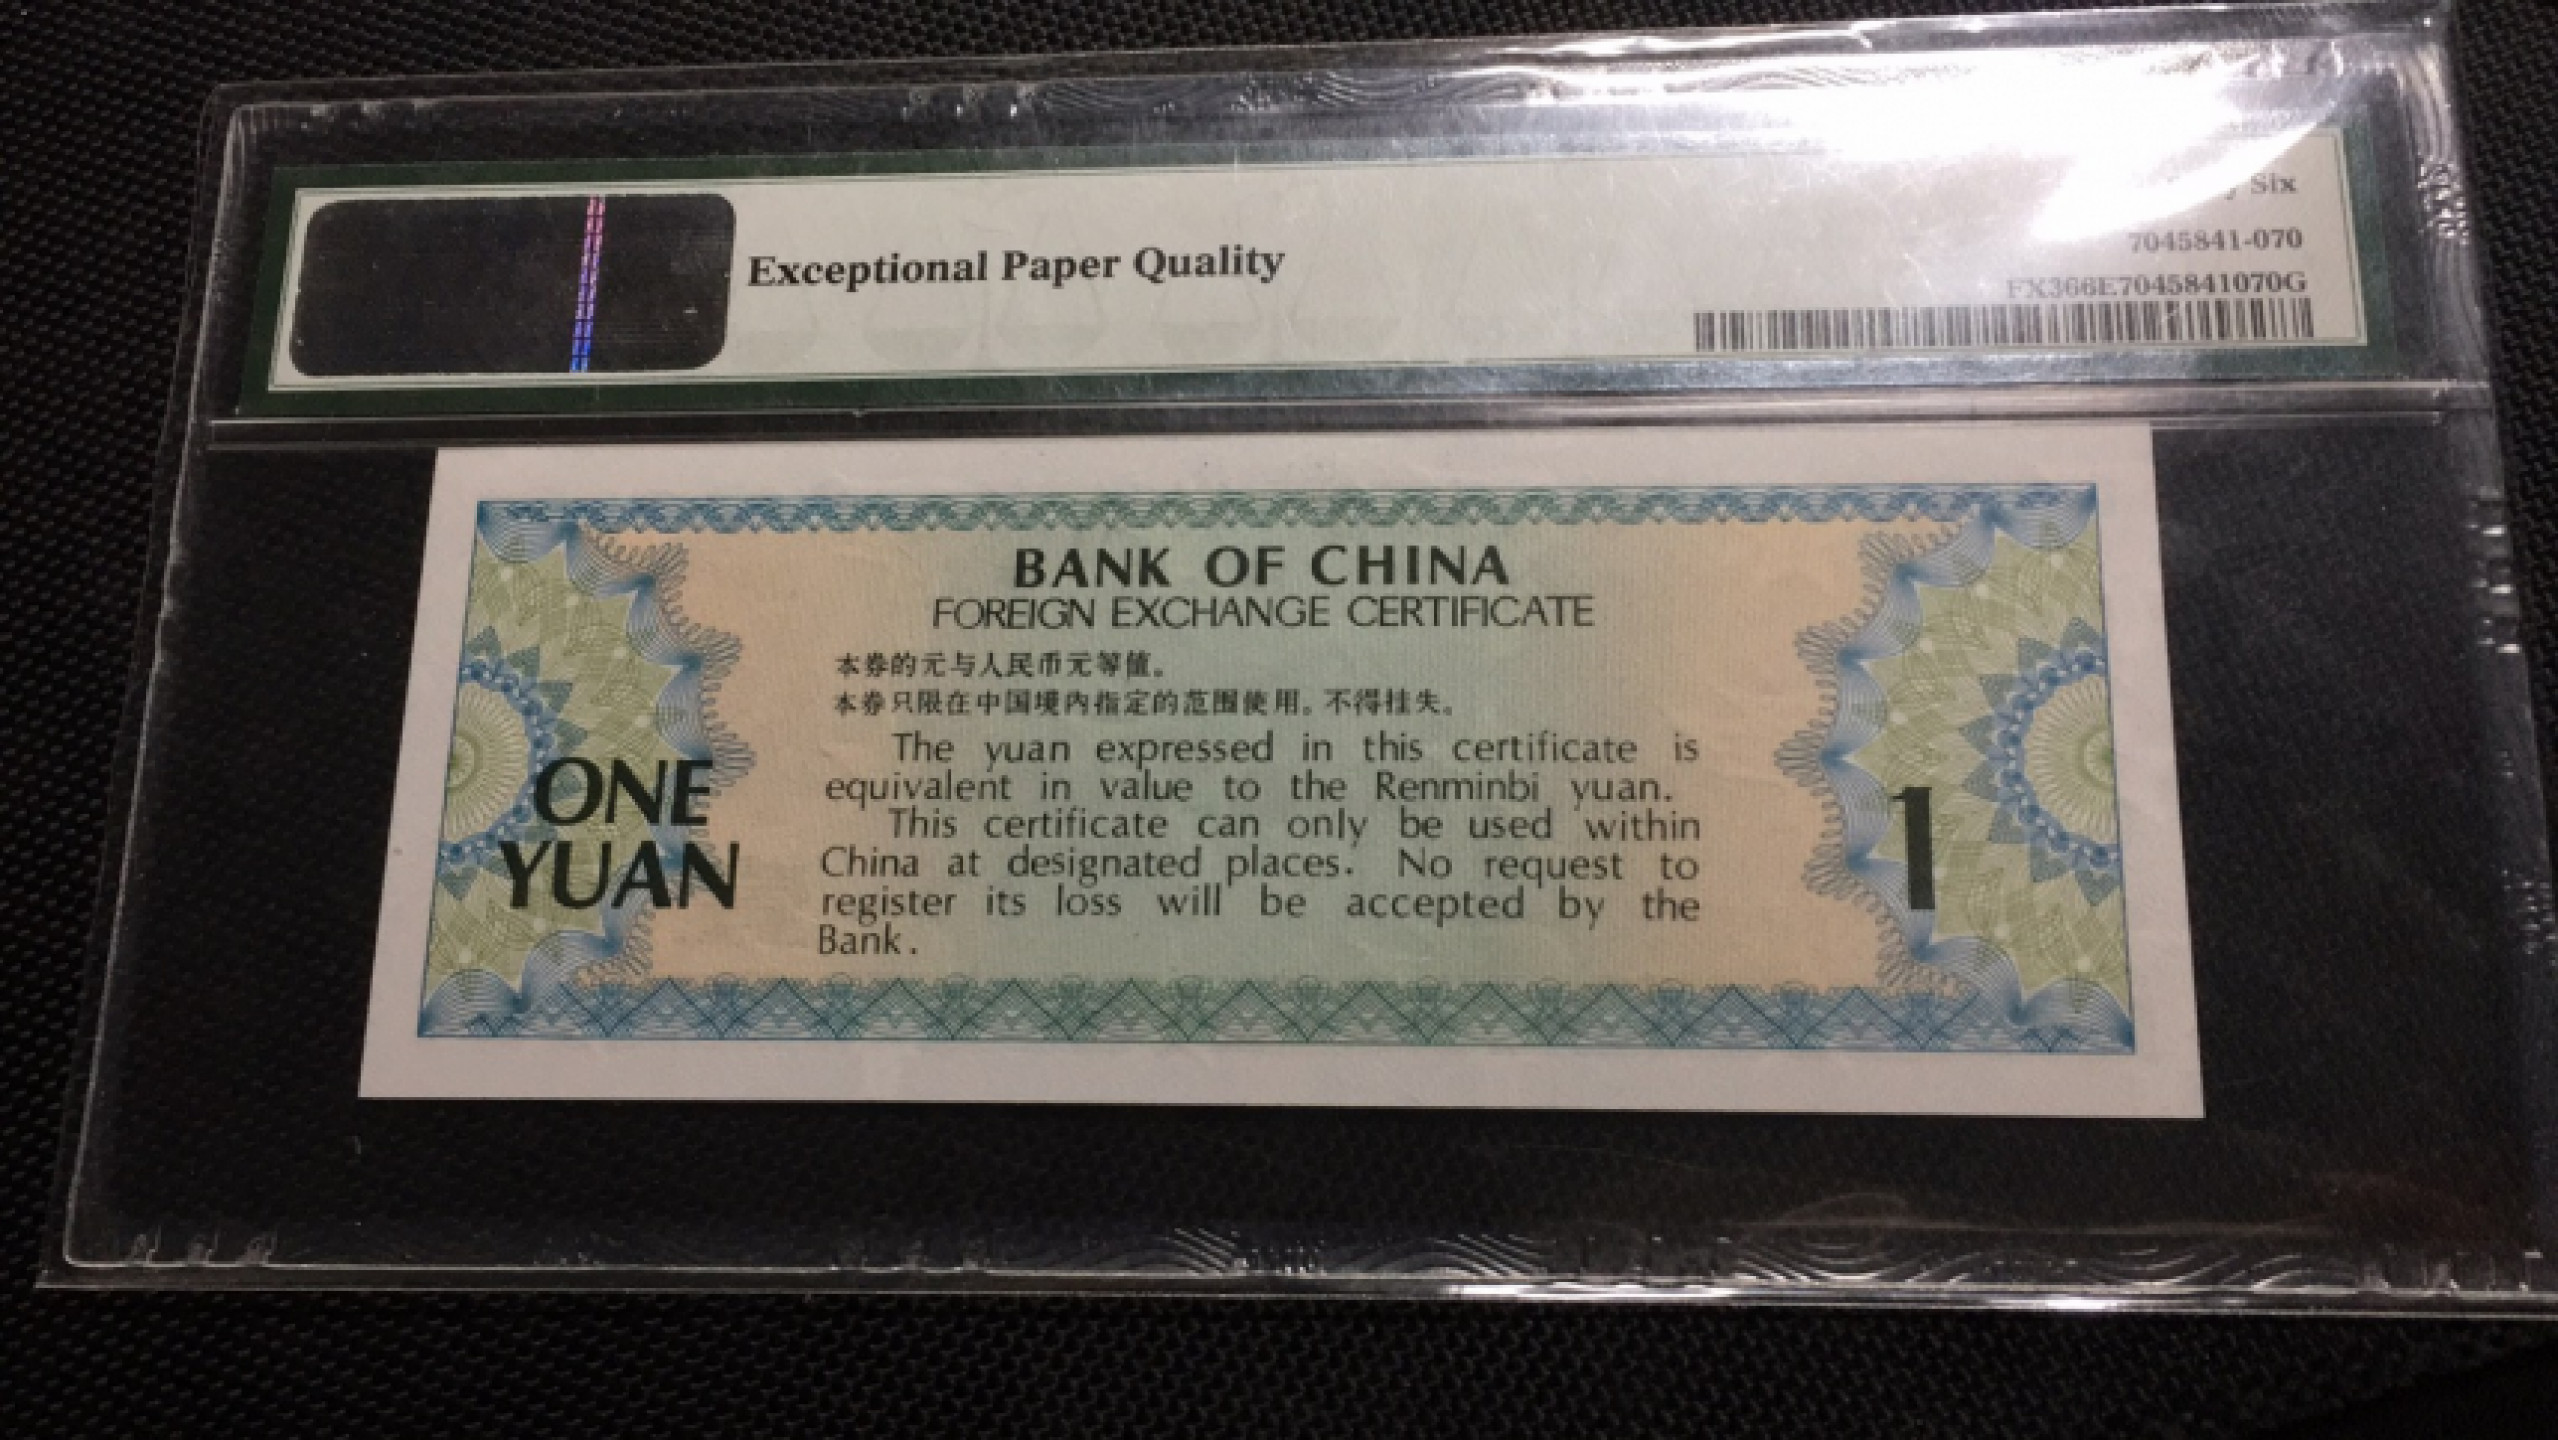 Six
7045841-070
Exceptional Paper Quality
FX366E7045841070G
BANK OF CHINA
FOREIGN EXCHANGE CERTIFICATE
本券的元与人民币元等值。
本券只限在中国境内指定的范围使用。不得挂失。
The yuan expressed in this certificate is
equivalent in value to the Renminbi yuan.
This certificate can only be used within
China at designated places. No request to
register its loss will be accepted by the
Bank.
ONE
YUAN
1